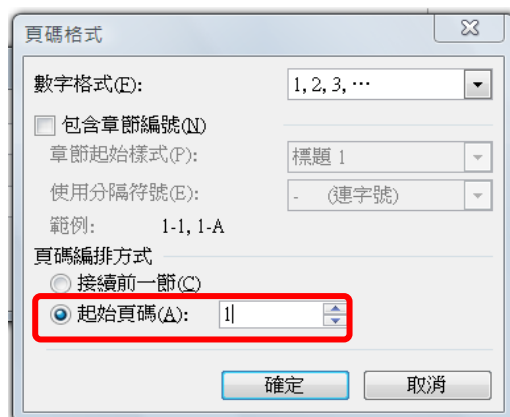 頁碼格式
數字格式(F): 1, 2, 3, …
包含章節編號(N)
章節起始樣式(P): 標題 1
使用分隔符號(E): - (連字號)
範例: 1-1, 1-A
頁碼編排方式
接續前一節(C)
起始頁碼(A): 1
確定 取消